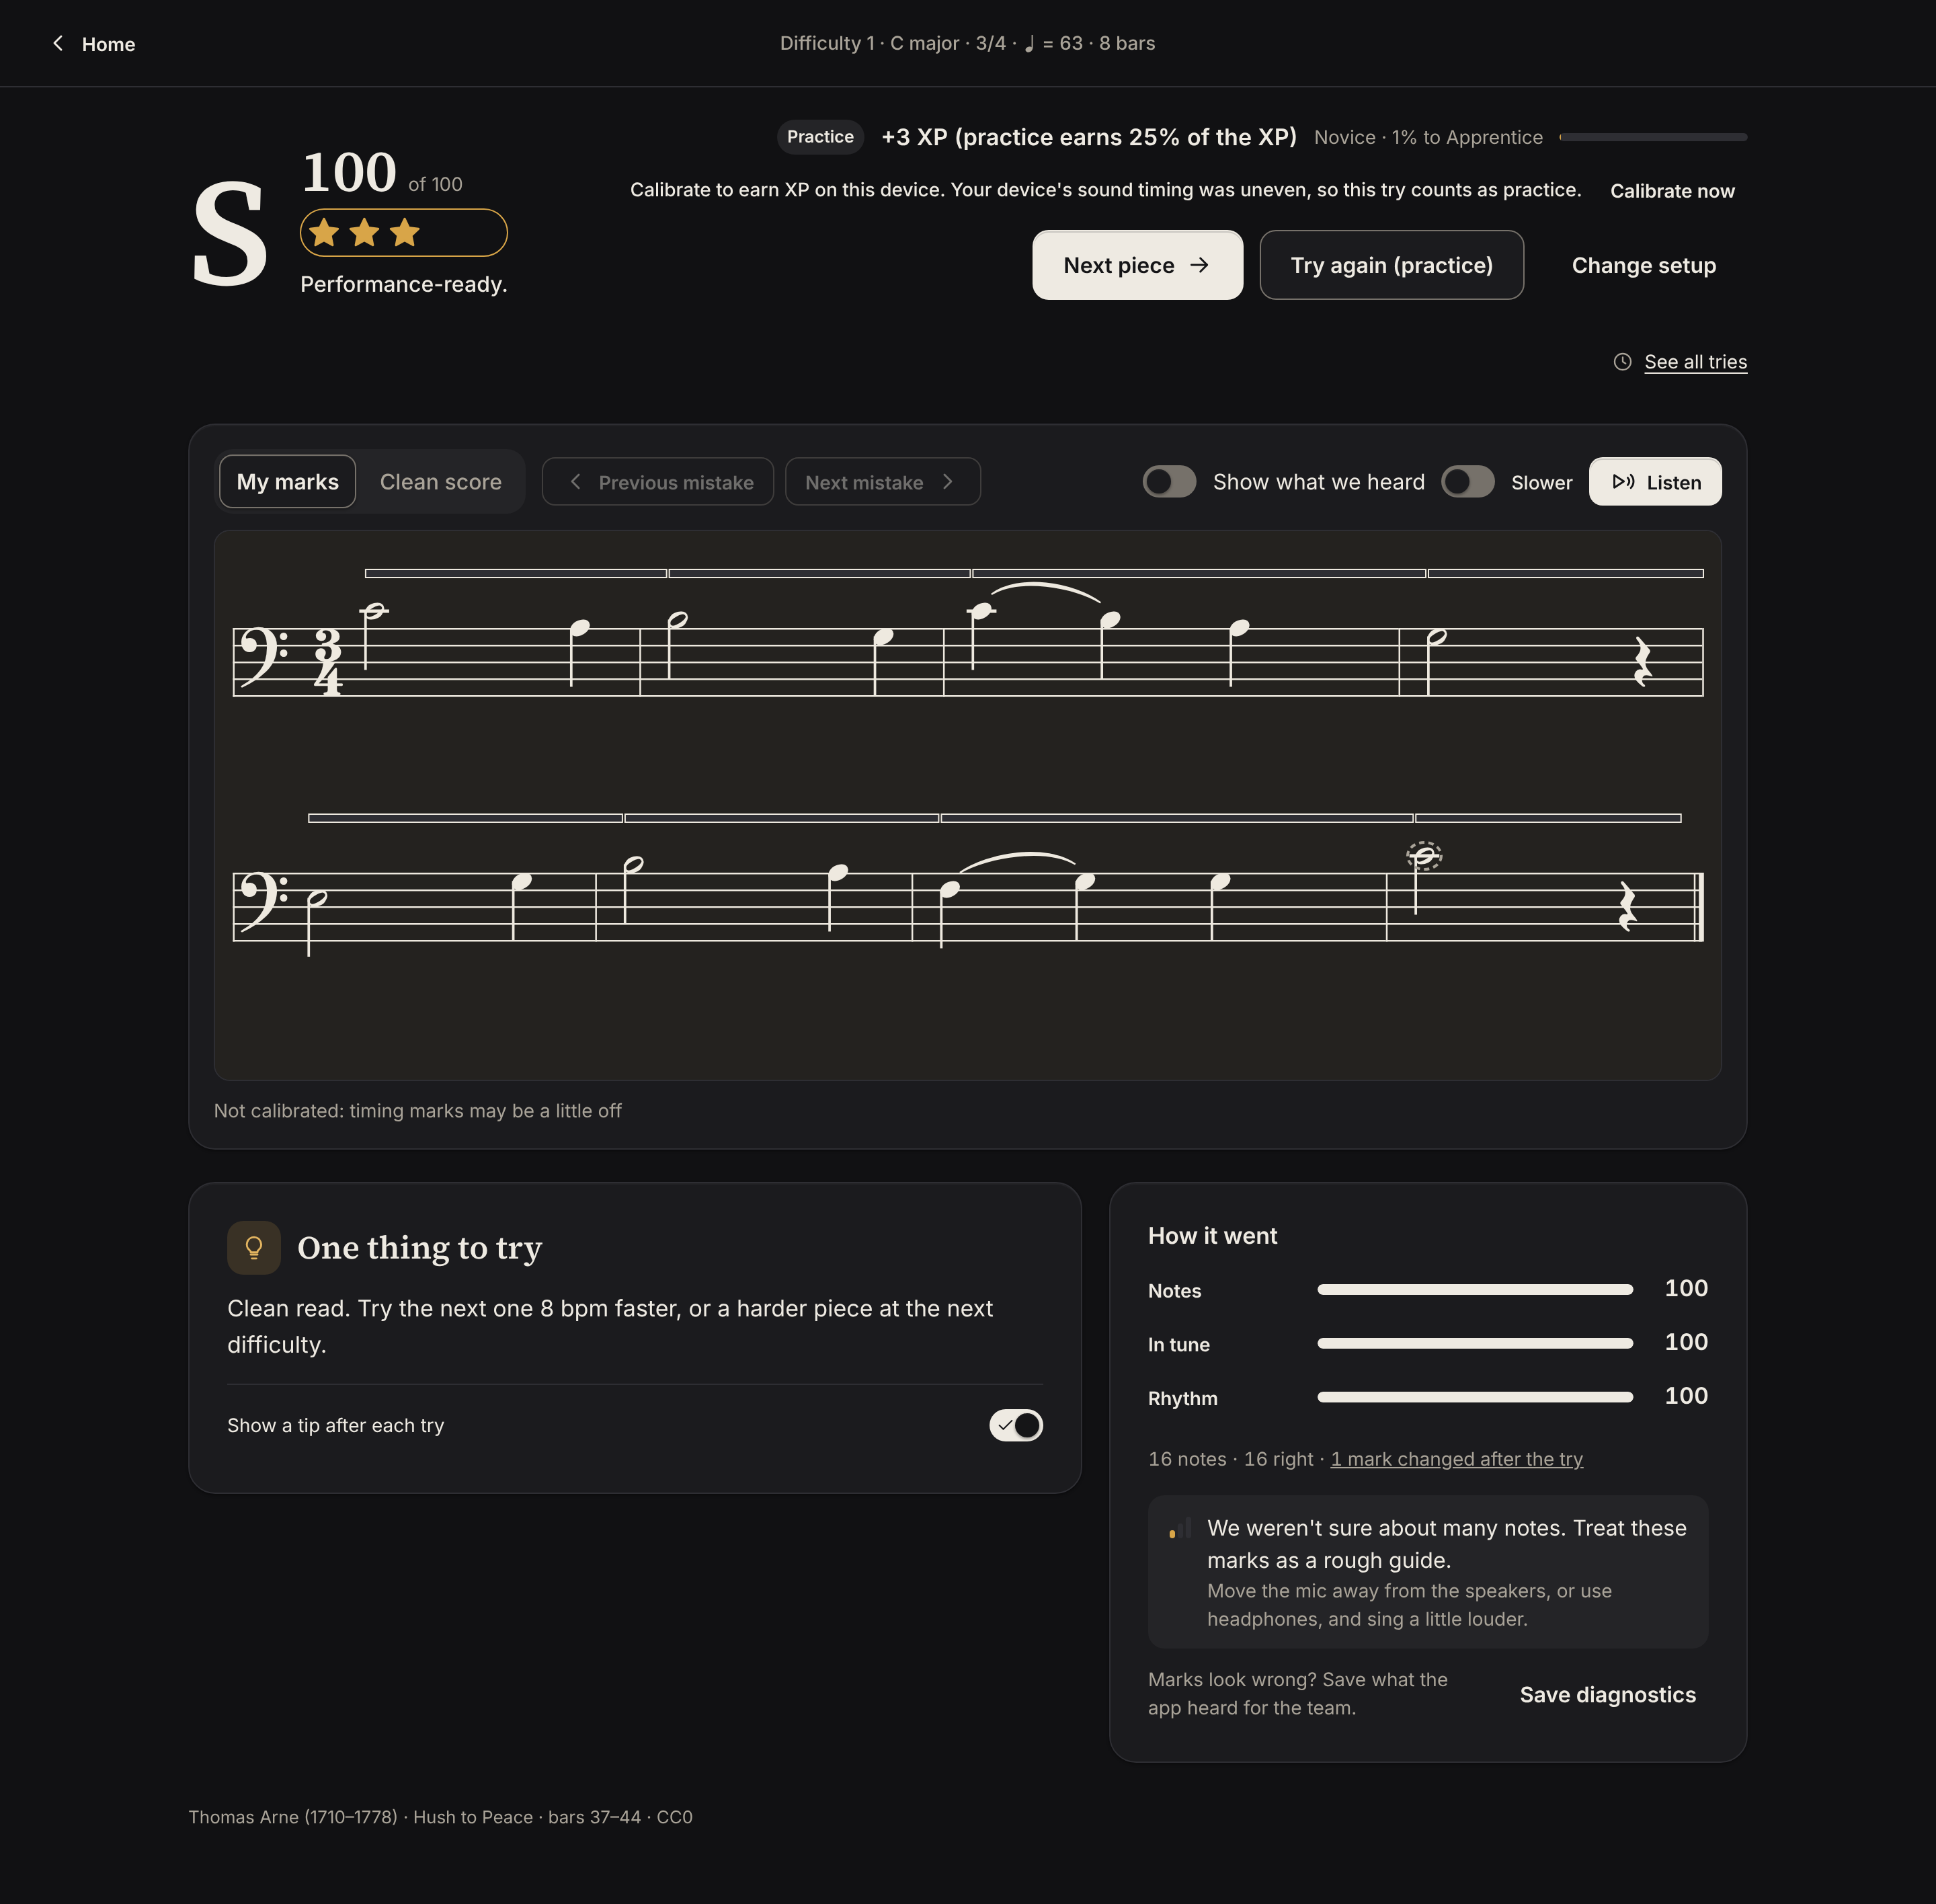 Home
Difficulty 1 · C major · 3/4 · ♩ = 63 · 8 bars
Practice +3 XP (practice earns 25% of the XP) Novice · 1% to Apprentice
S
100 of 100
Performance-ready.
Calibrate to earn XP on this device. Your device's sound timing was uneven, so this try counts as practice. Calibrate now
Next piece → Try again (practice) Change setup
See all tries
My marks Clean score Previous mistake Next mistake Show what we heard Slower Listen
3
4
Not calibrated: timing marks may be a little off
One thing to try
Clean read. Try the next one 8 bpm faster, or a harder piece at the next
difficulty.
Show a tip after each try
How it went
Notes 100
In tune 100
Rhythm 100
16 notes · 16 right · 1 mark changed after the try
We weren't sure about many notes. Treat these
marks as a rough guide.
Move the mic away from the speakers, or use
headphones, and sing a little louder.
Marks look wrong? Save what the
app heard for the team.
Save diagnostics
Thomas Arne (1710–1778) · Hush to Peace · bars 37–44 · CC0